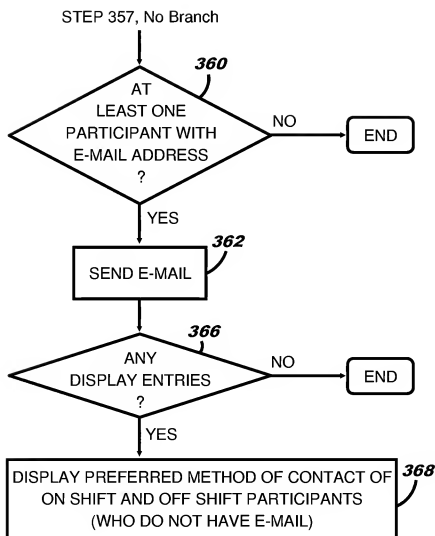 STEP 357, No Branch
360
AT
LEAST ONE
PARTICIPANT WITH
E-MAIL ADDRESS
?
NO
END
YES
362
SEND E-MAIL
366
ANY
DISPLAY ENTRIES
?
NO
END
YES
368
DISPLAY PREFERRED METHOD OF CONTACT OF
ON SHIFT AND OFF SHIFT PARTICIPANTS
(WHO DO NOT HAVE E-MAIL)